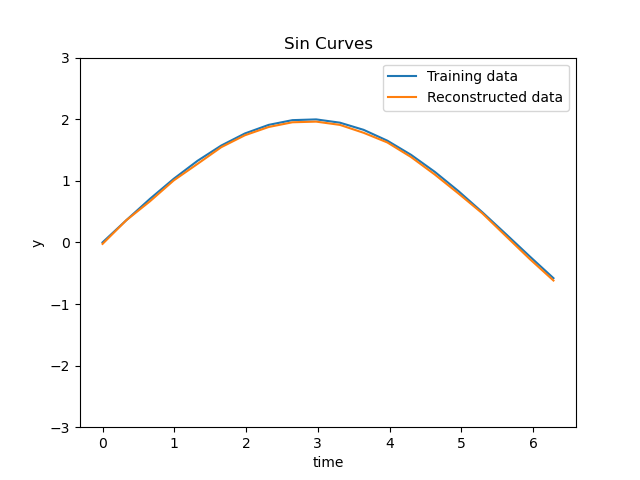 Sin Curves
Training data
Reconstructed data
3
2
1
0
−1
−2
−3
y
0 1 2 3 4 5 6
time